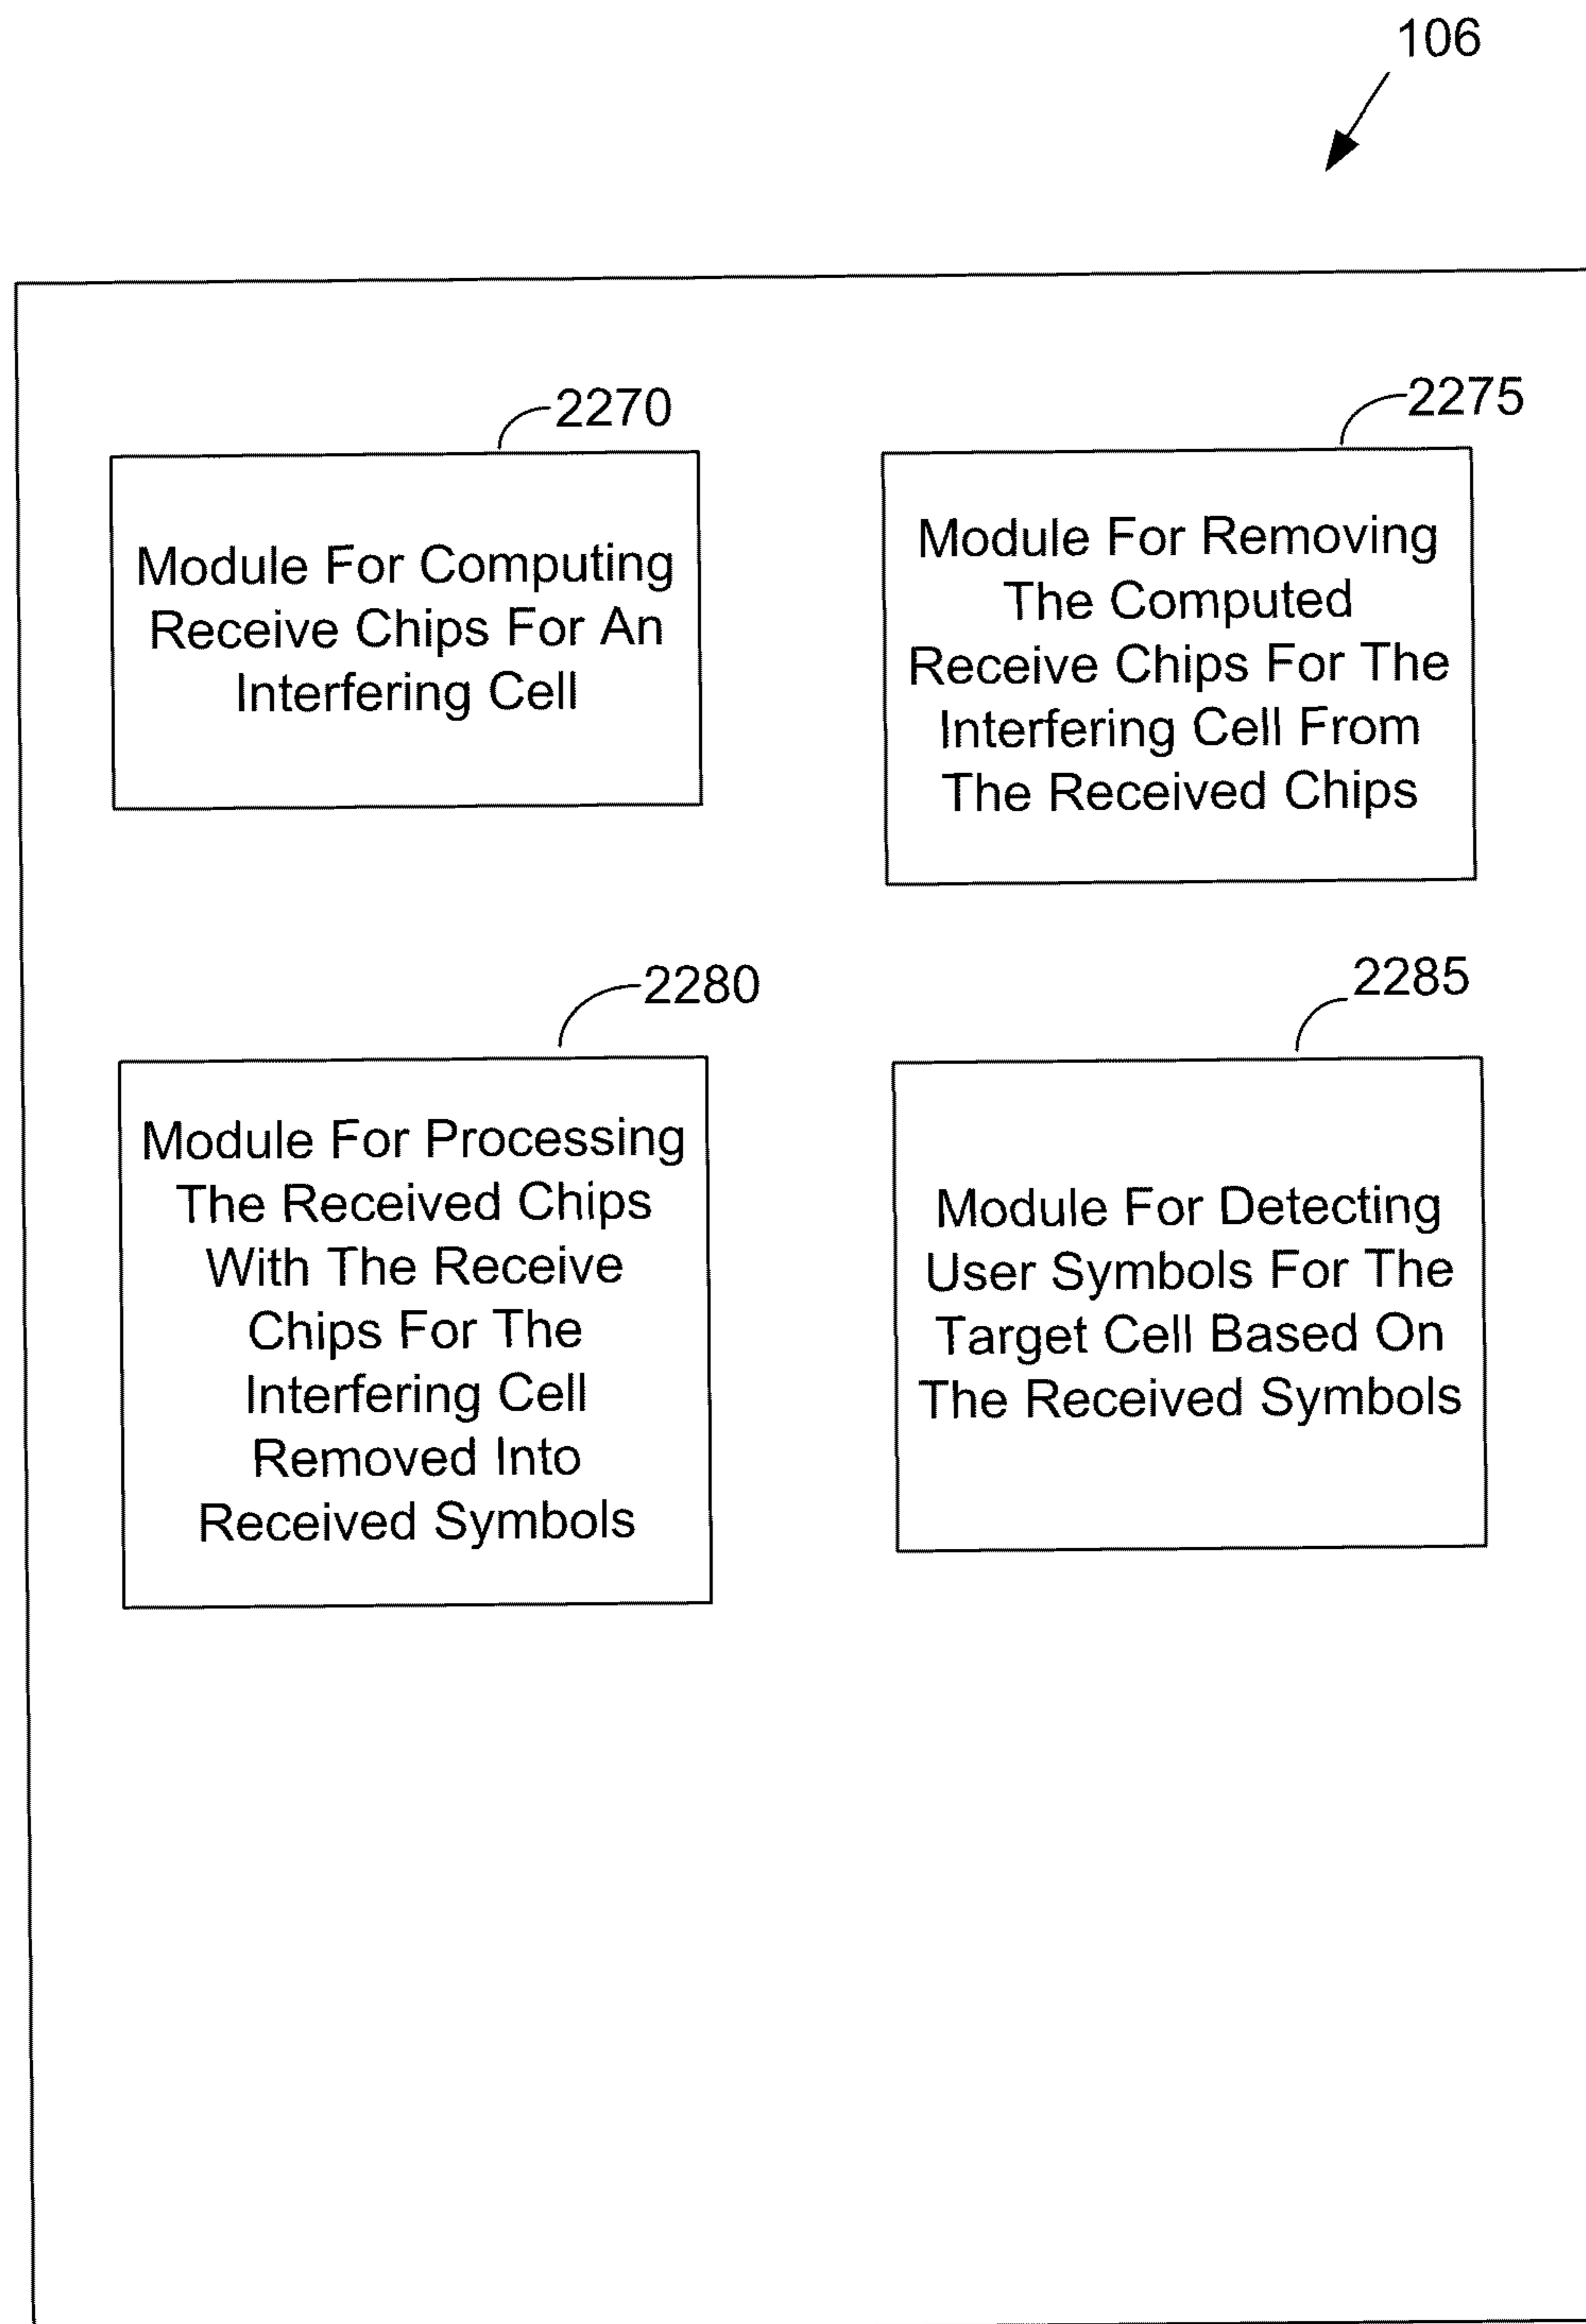 106
2270
Module For Computing
Receive Chips For An
Interfering Cell
2275
Module For Removing
The Computed
Receive Chips For The
Interfering Cell From
The Received Chips
2280
Module For Processing
The Received Chips
With The Receive
Chips For The
Interfering Cell
Removed Into
Received Symbols
2285
Module For Detecting
User Symbols For The
Target Cell Based On
The Received Symbols